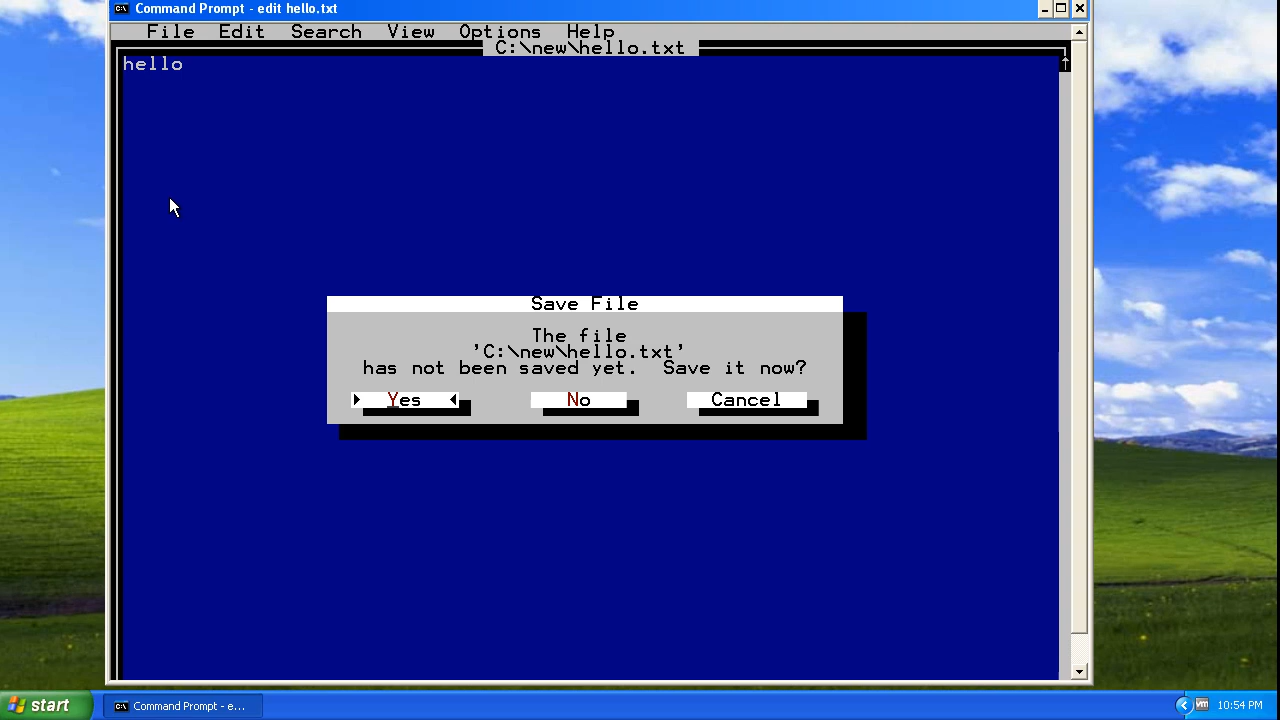 Command Prompt - edit hello.txt
File Edit Search View Options Help
C:\new\hello.txt
hello
Save File
The file
'C:\new\hello.txt'
has not been saved yet. Save it now?
Yes No Cancel
start Command Prompt - e... vm 10:54 PM